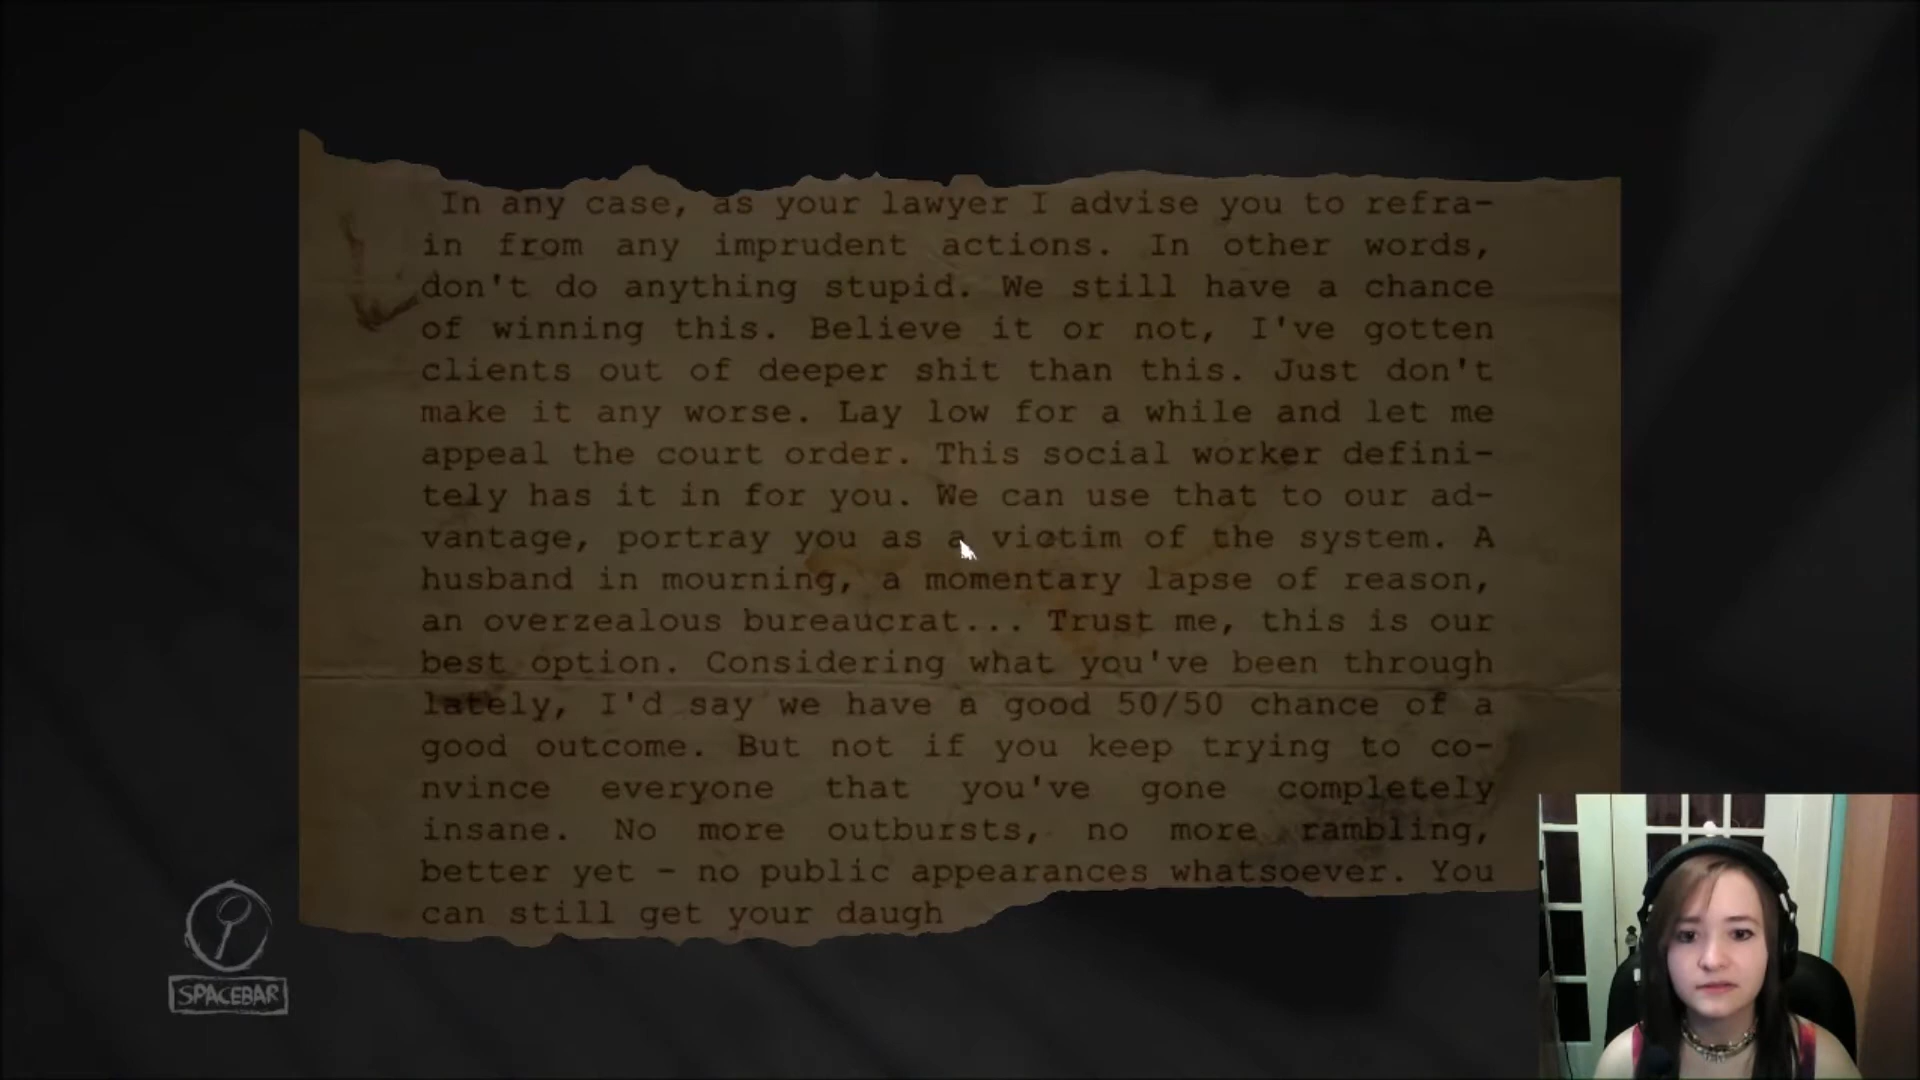 In any case, as your lawyer I advise you to refra-
in from any imprudent actions. In other words,
don't do anything stupid. We still have a chance
of winning this. Believe it or not, I've gotten
clients out of deeper shit than this. Just don't
make it any worse. Lay low for a while and let me
appeal the court order. This social worker defini-
tely has it in for you. We can use that to our ad-
vantage, portray you as a victim of the system. A
husband in mourning, a momentary lapse of reason,
an overzealous bureaucrat... Trust me, this is our
best option. Considering what you've been through
lately, I'd say we have a good 50/50 chance of a
good outcome. But not if you keep trying to co-
nvince everyone that you've gone completely
insane. No more outbursts, no more rambling,
better yet - no public appearances whatsoever. You
can still get your daugh
SPACEBAR